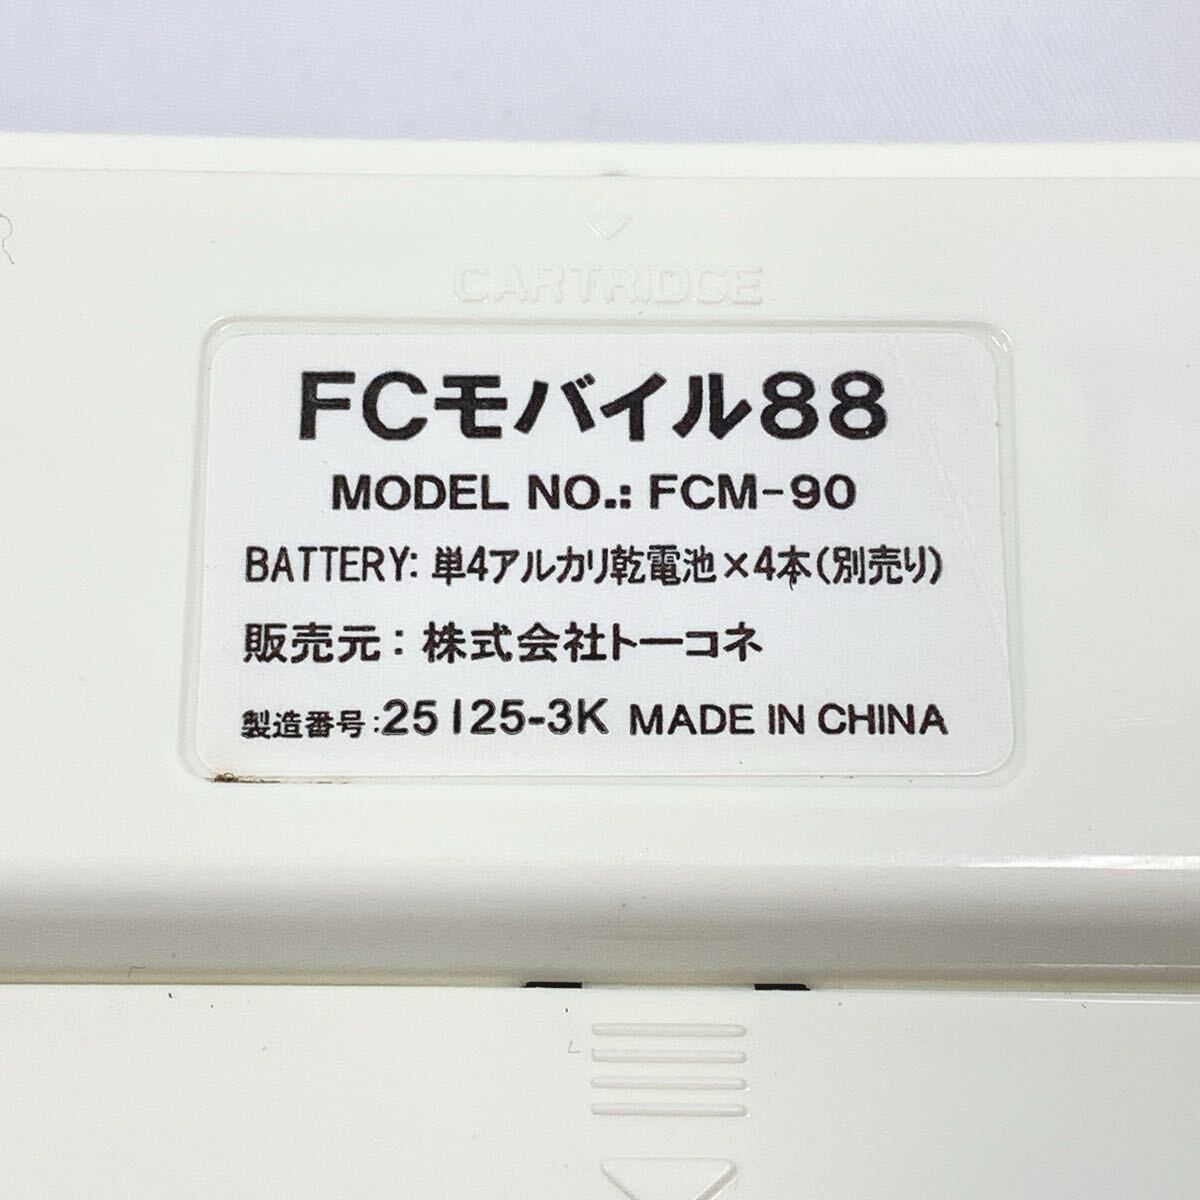 CARTRIDGE
FCモバイル88
MODEL NO.: FCM-90
BATTERY: 単4アルカリ乾電池×4本(別売り)
販売元: 株式会社トーコネ
製造番号:25125-3K MADE IN CHINA